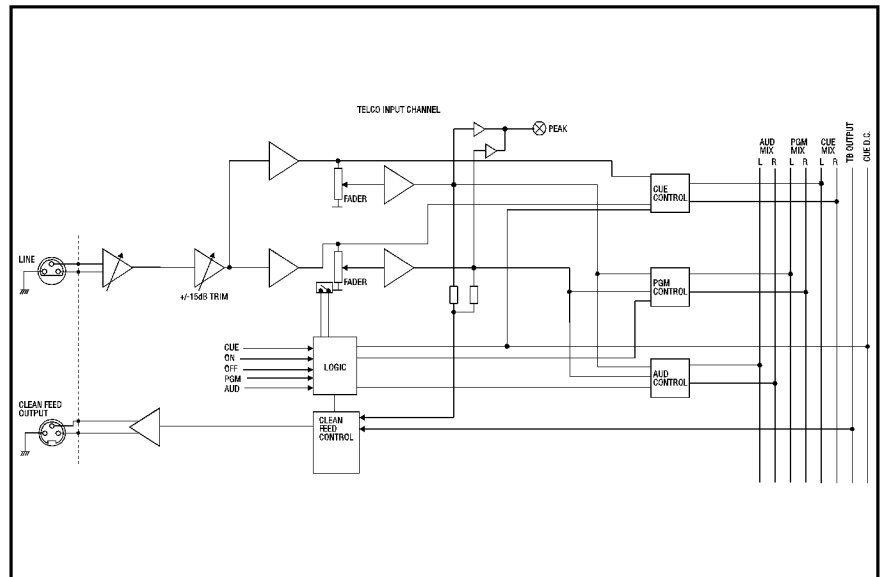 TELCO INPUT CHANNEL
PEAK
AUD
MIX
L R
PGM
MIX
L R
CUE
MIX
L R
TB OUTPUT
CUE D.C.
FADER
CUE
CONTROL
LINE
FADER
+/-15dB TRIM
PGM
CONTROL
CUE
ON
OFF
PGM
AUD
LOGIC
AUD
CONTROL
CLEAN FEED
OUTPUT
CLEAN
FEED
CONTROL